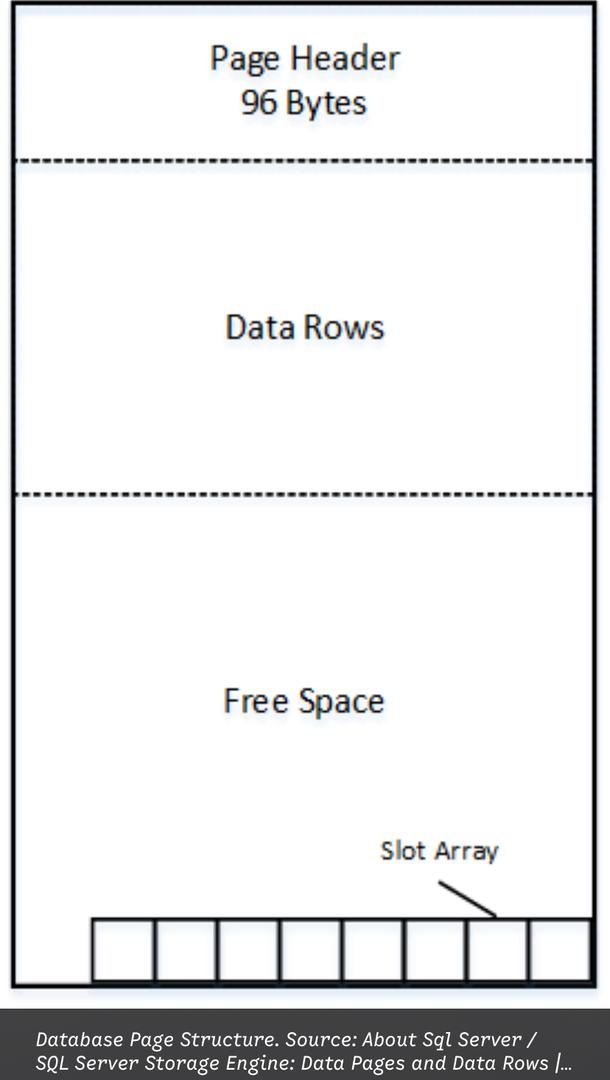 Page Header
96 Bytes
Data Rows
Free Space
Slot Array
Database Page Structure. Source: About Sql Server /
SQL Server Storage Engine: Data Pages and Data Rows |...